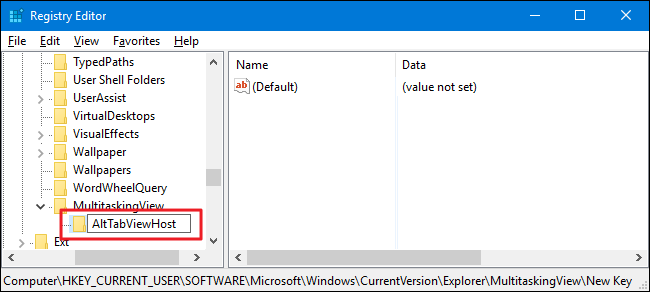 Registry Editor
File Edit View Favorites Help
TypedPaths
User Shell Folders
UserAssist
VirtualDesktops
VisualEffects
Wallpaper
Wallpapers
WordWheelQuery
MultitaskingView
AltTabViewHost
Ext
Name Data
ab (Default) (value not set)
Computer\HKEY_CURRENT_USER\SOFTWARE\Microsoft\Windows\CurrentVersion\Explorer\MultitaskingView\New Key